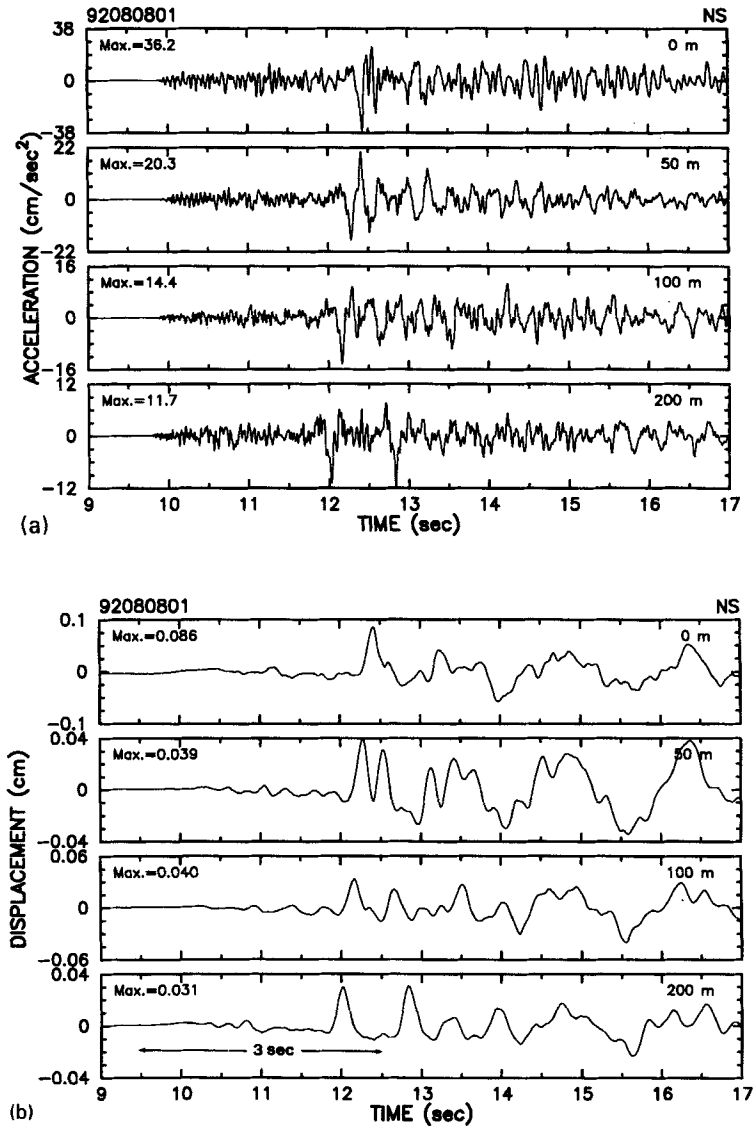 92080801 NS
38 Max.=36.2 0 m
0
-38
22 Max.=20.3 50 m
0
-22
16 Max.=14.4 100 m
0
-16
12 Max.=11.7 200 m
0
-12
ACCELERATION (cm/sec²)
9 10 11 12 13 14 15 16 17
TIME (sec)
(a)
92080801 NS
0.1 Max.=0.086 0 m
0
-0.1
0.04 Max.=0.039 50 m
0
-0.04
0.06 Max.=0.040 100 m
0
-0.06
0.04 Max.=0.031 200 m
0
3 sec
-0.04
DISPLACEMENT (cm)
9 10 11 12 13 14 15 16 17
TIME (sec)
(b)